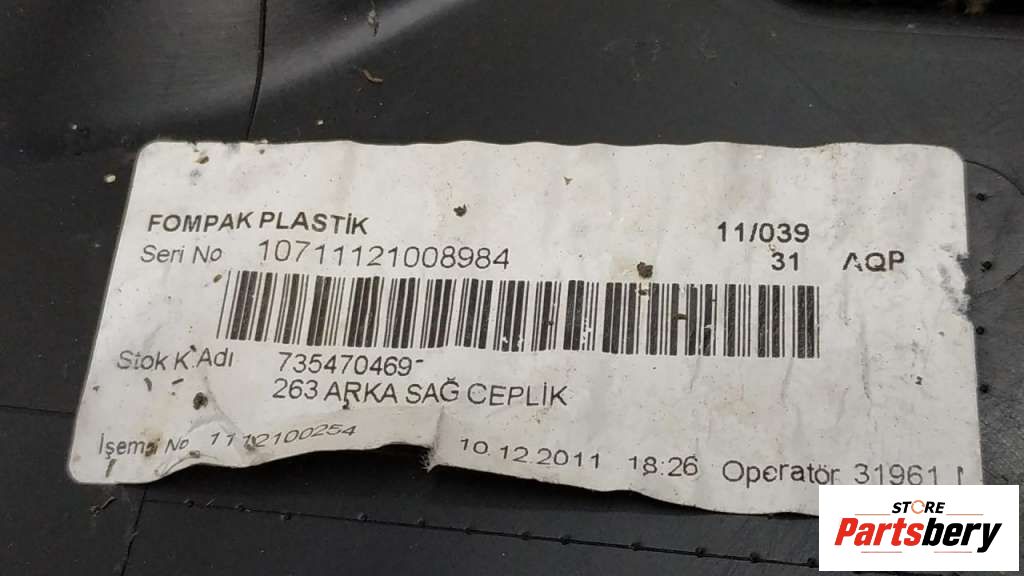 FOMPAK PLASTİK 11/039
Seri No 10711121008984 31 AQP
Stok K.Adı 735470469-
263 ARKA SAĞ CEPLİK
İşemri No 1112100254 10.12.2011 18:26 Operatör 31961
STORE
Partsbery